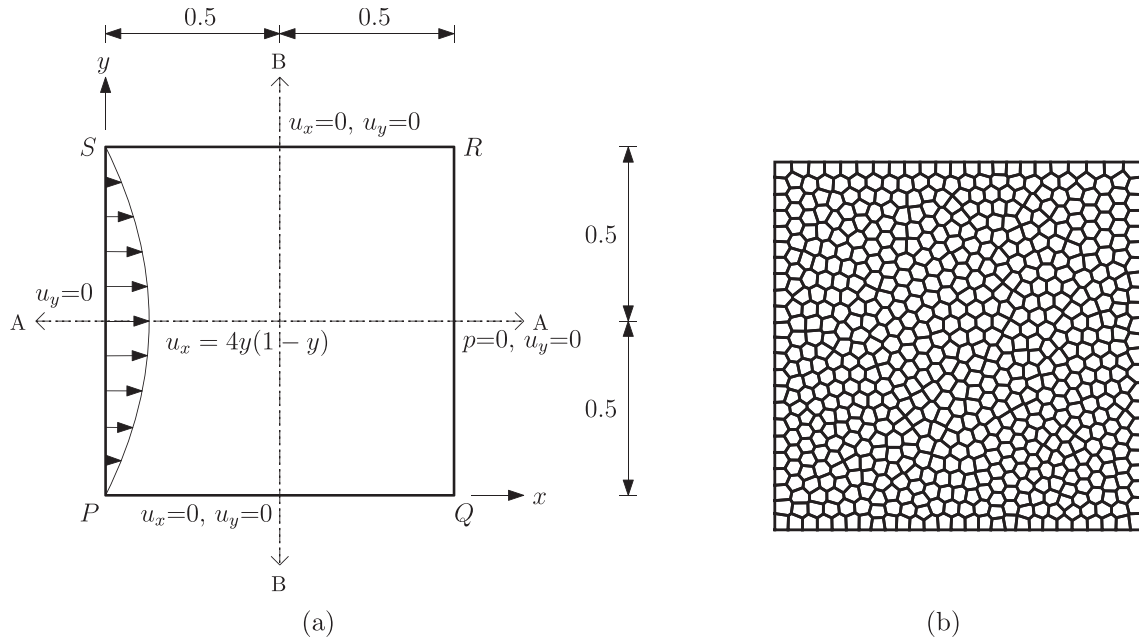 0.5 0.5
B
y
u_x=0, u_y=0
S R
0.5
u_y=0
A A
u_x = 4y(1 − y) p=0, u_y=0
0.5
P Q x
u_x=0, u_y=0
B
(a) (b)